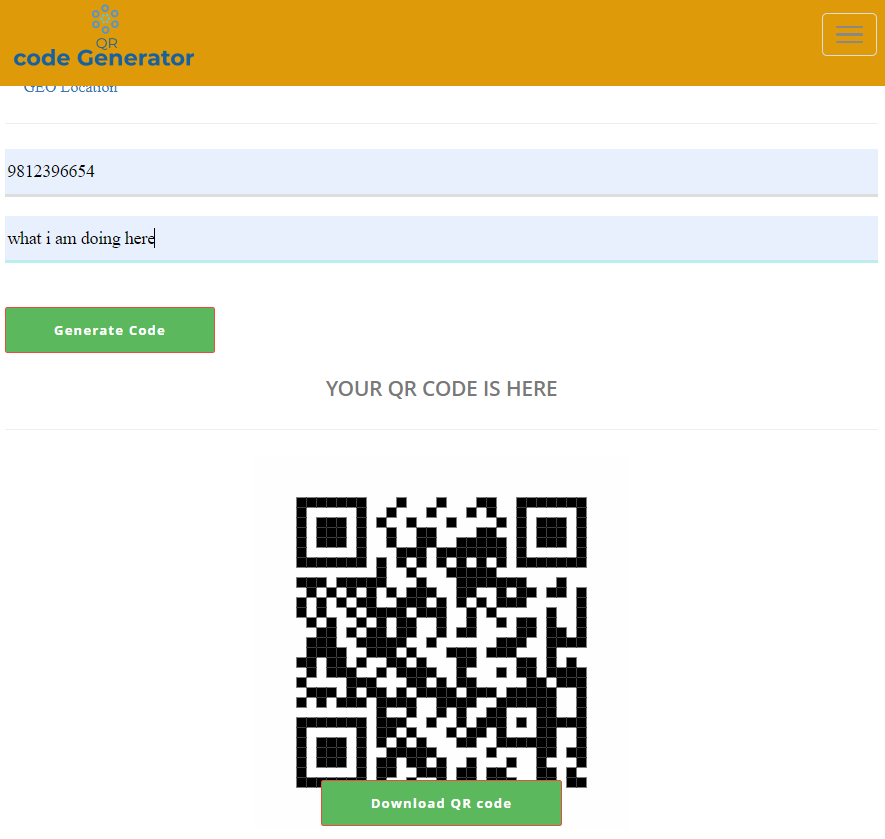 QR
code Generator
GEO Location
9812396654
what i am doing here
Generate Code
YOUR QR CODE IS HERE
Download QR code